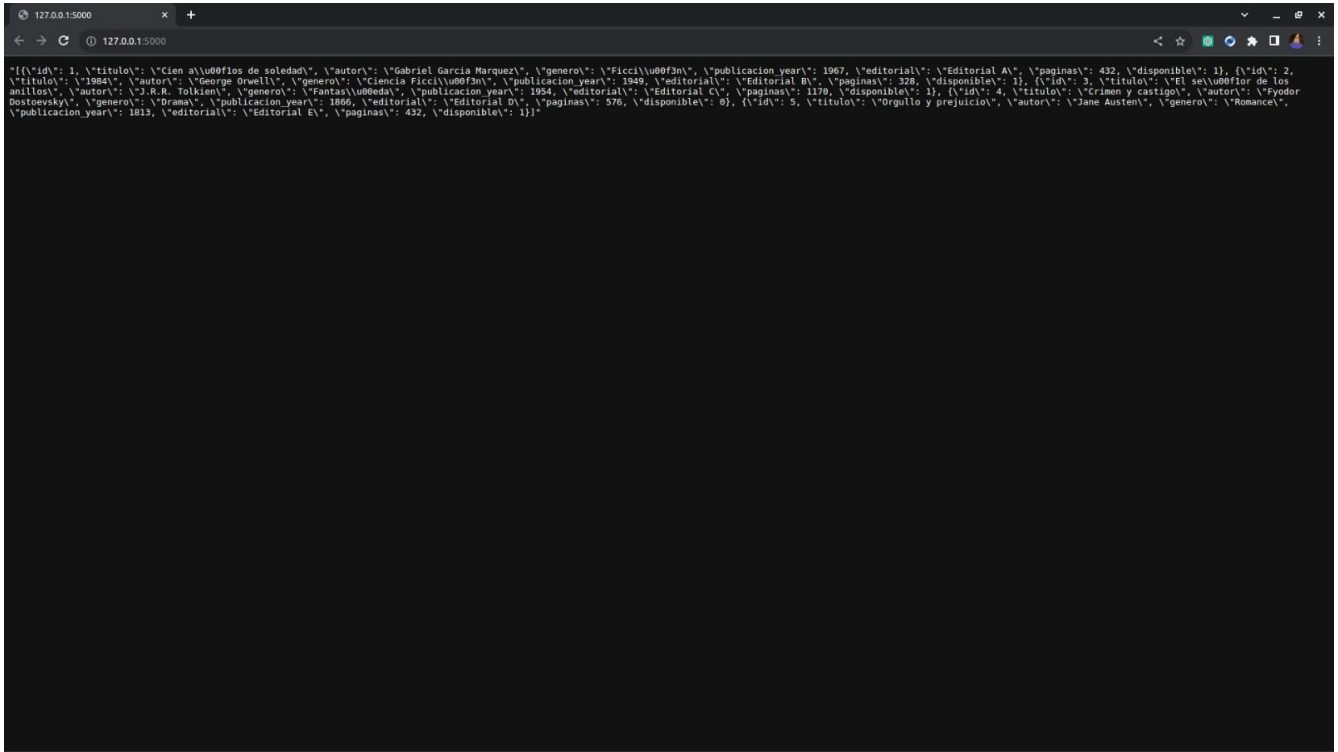 127.0.0.1:5000
127.0.0.1:5000
"[{\"id\": 1, \"titulo\": \"Cien a\\u00f1os de soledad\", \"autor\": \"Gabriel Garcia Marquez\", \"genero\": \"Ficci\\u00f3n\", \"publicacion_year\": 1967, \"editorial\": \"Editorial A\", \"paginas\": 432, \"disponible\": 1}, {\"id\": 2,
\"titulo\": \"1984\", \"autor\": \"George Orwell\", \"genero\": \"Ciencia Ficci\\u00f3n\", \"publicacion_year\": 1949, \"editorial\": \"Editorial B\", \"paginas\": 328, \"disponible\": 1}, {\"id\": 3, \"titulo\": \"El se\\u00f1or de los
anillos\", \"autor\": \"J.R.R. Tolkien\", \"genero\": \"Fantas\\u00eda\", \"publicacion_year\": 1954, \"editorial\": \"Editorial C\", \"paginas\": 1170, \"disponible\": 1}, {\"id\": 4, \"titulo\": \"Crimen y castigo\", \"autor\": \"Fyodor
Dostoevsky\", \"genero\": \"Drama\", \"publicacion_year\": 1866, \"editorial\": \"Editorial D\", \"paginas\": 576, \"disponible\": 0}, {\"id\": 5, \"titulo\": \"Orgullo y prejuicio\", \"autor\": \"Jane Austen\", \"genero\": \"Romance\",
\"publicacion_year\": 1813, \"editorial\": \"Editorial E\", \"paginas\": 432, \"disponible\": 1}]"